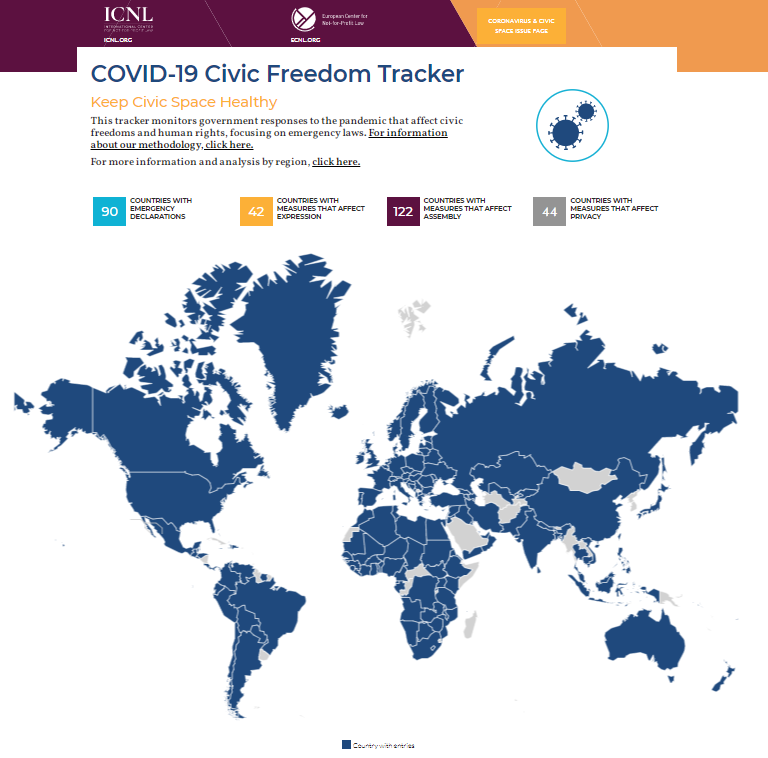 ICNL
INTERNATIONAL CENTER
FOR NOT-FOR-PROFIT LAW
ICNL.ORG
European Center for
Not-for-Profit Law
ECNL.ORG
CORONAVIRUS & CIVIC
SPACE ISSUE PAGE
COVID-19 Civic Freedom Tracker
Keep Civic Space Healthy
This tracker monitors government responses to the pandemic that affect civic
freedoms and human rights, focusing on emergency laws. For information
about our methodology, click here.
For more information and analysis by region, click here.
90
COUNTRIES WITH
EMERGENCY
DECLARATIONS
42
COUNTRIES WITH
MEASURES THAT AFFECT
EXPRESSION
122
COUNTRIES WITH
MEASURES THAT AFFECT
ASSEMBLY
44
COUNTRIES WITH
MEASURES THAT AFFECT
PRIVACY
Country with entries